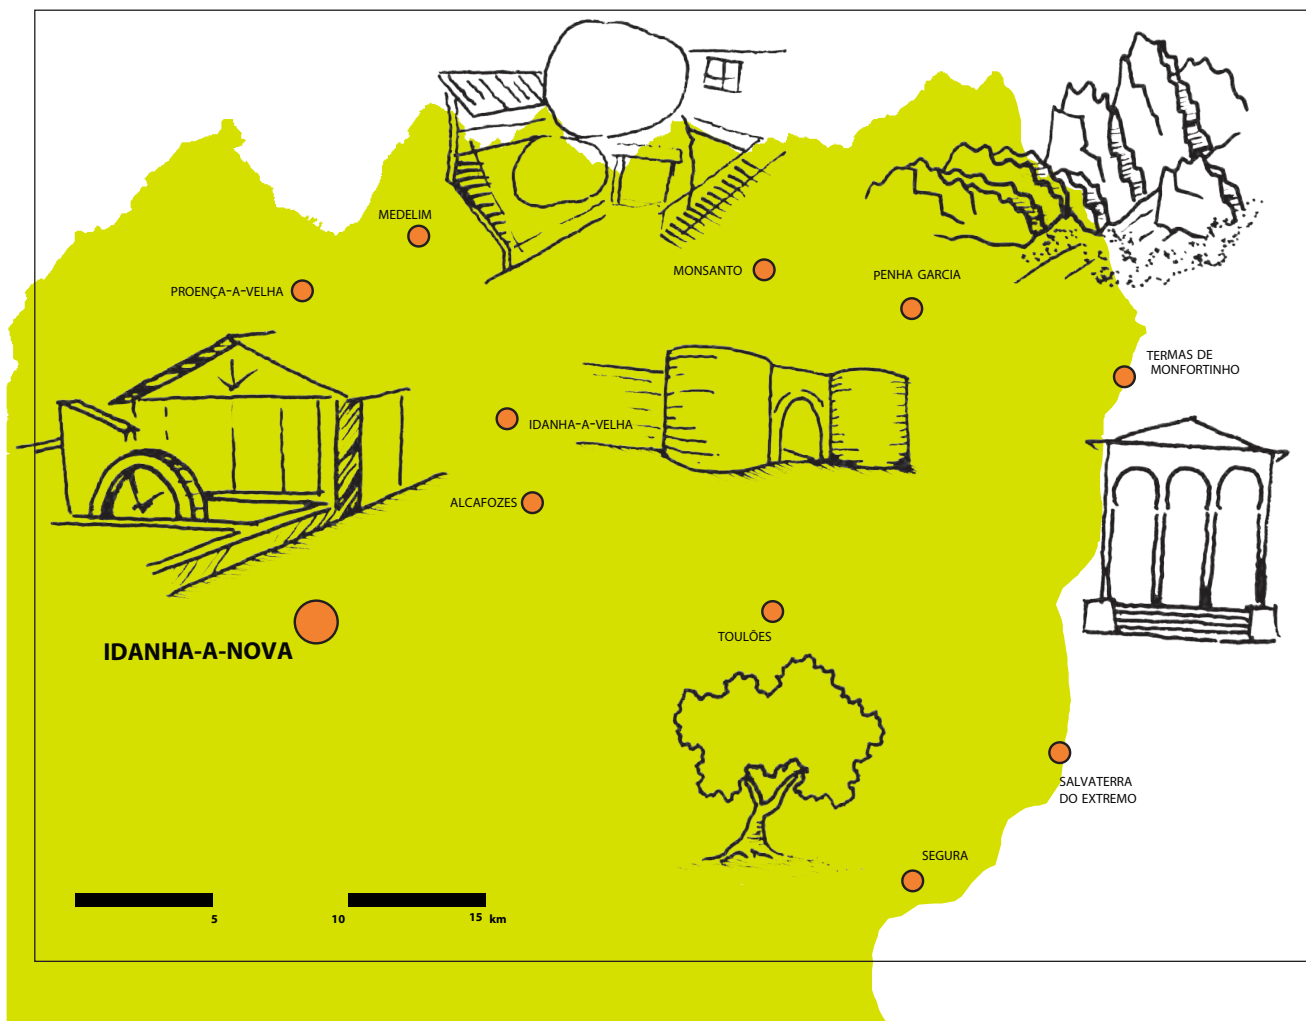 MEDELIM
MONSANTO
PENHA GARCIA
PROENÇA-A-VELHA
TERMAS DE
MONFORTINHO
IDANHA-A-VELHA
ALCAFOZES
TOULÕES
IDANHA-A-NOVA
SALVATERRA
DO EXTREMO
SEGURA
5 10 15 km